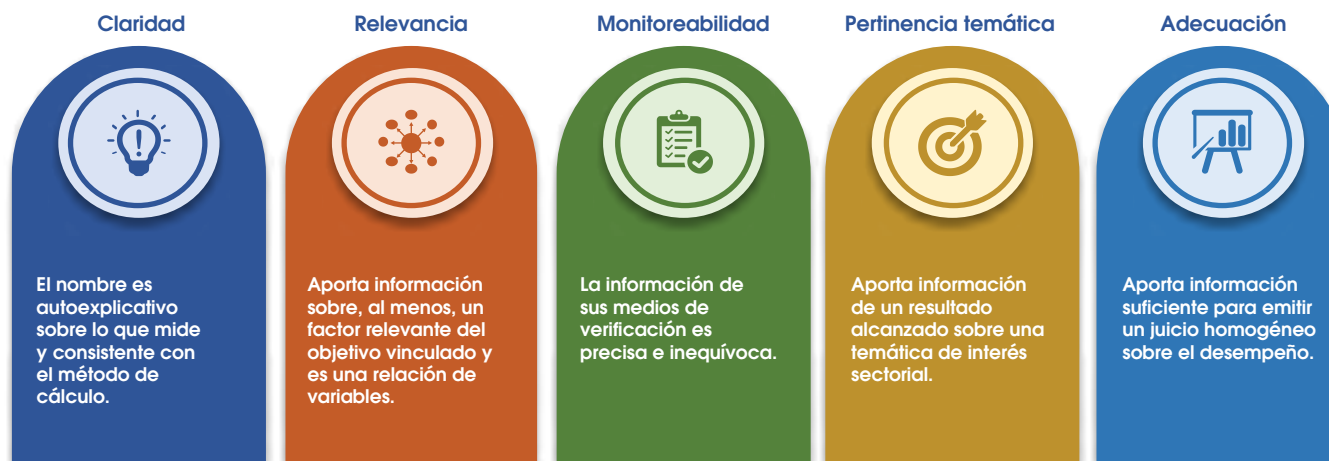 Claridad
El nombre es
autoexplicativo
sobre lo que mide
y consistente con
el método de
cálculo.
Relevancia
Aporta información
sobre, al menos, un
factor relevante del
objetivo vinculado y
es una relación de
variables.
Monitoreabilidad
La información de
sus medios de
verificación es
precisa e inequívoca.
Pertinencia temática
Aporta información
de un resultado
alcanzado sobre una
temática de interés
sectorial.
Adecuación
Aporta información
suficiente para emitir
un juicio homogéneo
sobre el desempeño.